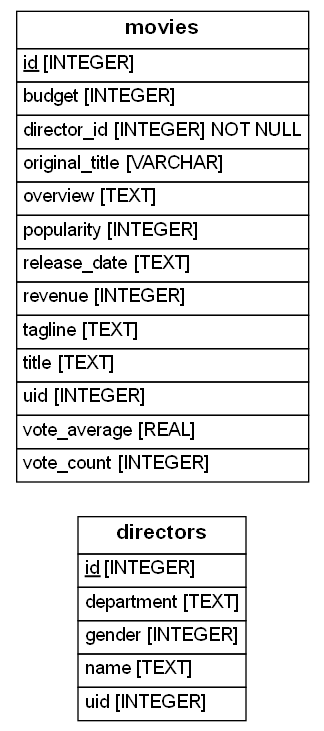 movies
id [INTEGER]
budget [INTEGER]
director_id [INTEGER] NOT NULL
original_title [VARCHAR]
overview [TEXT]
popularity [INTEGER]
release_date [TEXT]
revenue [INTEGER]
tagline [TEXT]
title [TEXT]
uid [INTEGER]
vote_average [REAL]
vote_count [INTEGER]
directors
id [INTEGER]
department [TEXT]
gender [INTEGER]
name [TEXT]
uid [INTEGER]